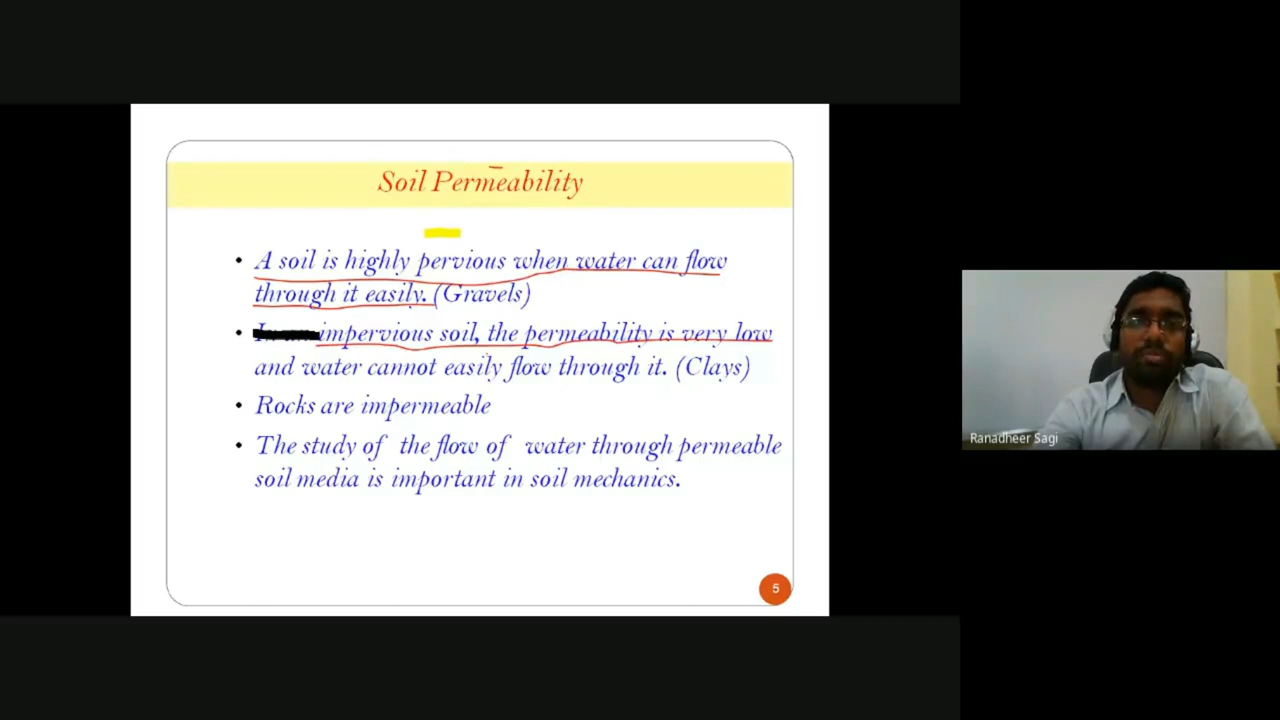 Soil Permeability
• A soil is highly pervious when water can flow
through it easily. (Gravels)
• impervious soil, the permeability is very low
and water cannot easily flow through it. (Clays)
• Rocks are impermeable
• The study of the flow of water through permeable
soil media is important in soil mechanics.
5
Ranadheer Sagi